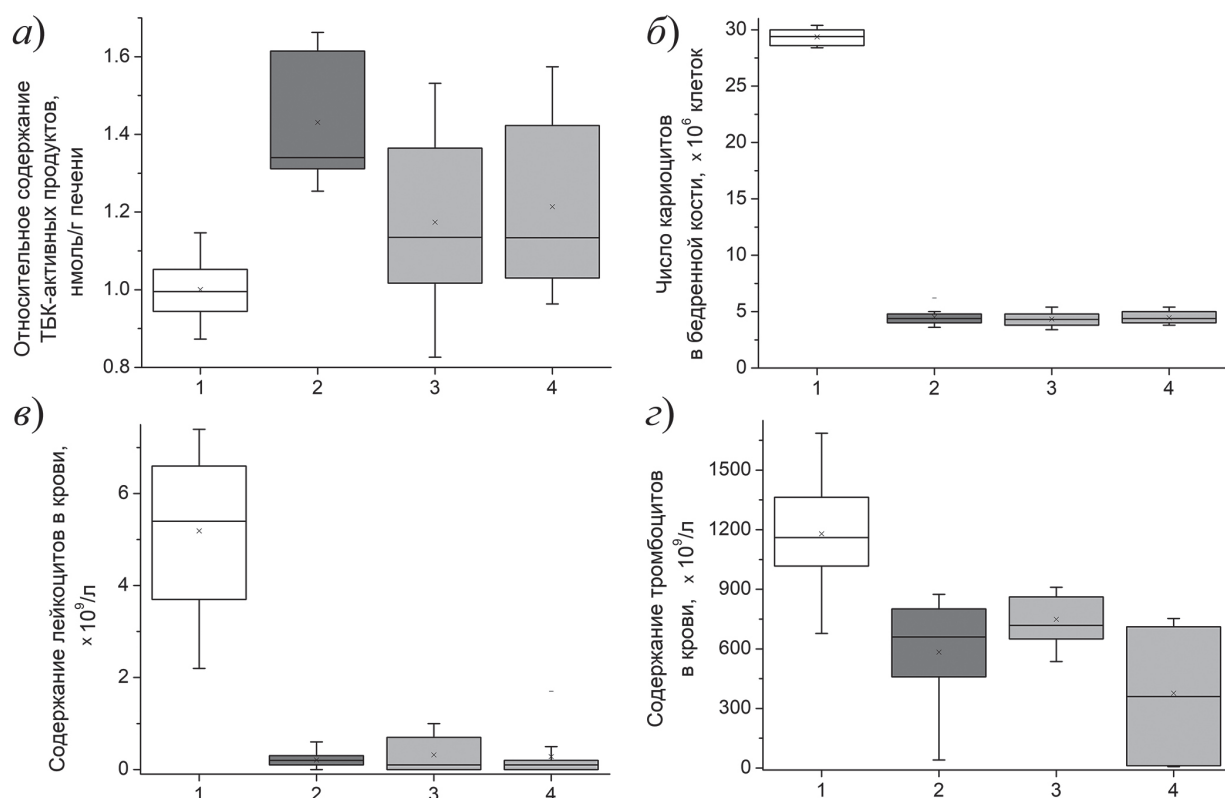 а)
Относительное содержание
ТБК-активных продуктов,
нмоль/г печени
1.6
1.4
1.2
1.0
0.8
1 2 3 4
б)
Число кариоцитов
в бедренной кости, x 10⁶ клеток
30
25
20
15
10
5
0
1 2 3 4
в)
Содержание лейкоцитов в крови,
x 10⁹/л
6
4
2
0
1 2 3 4
г)
Содержание тромбоцитов
в крови, x 10⁹/л
1500
1200
900
600
300
0
1 2 3 4